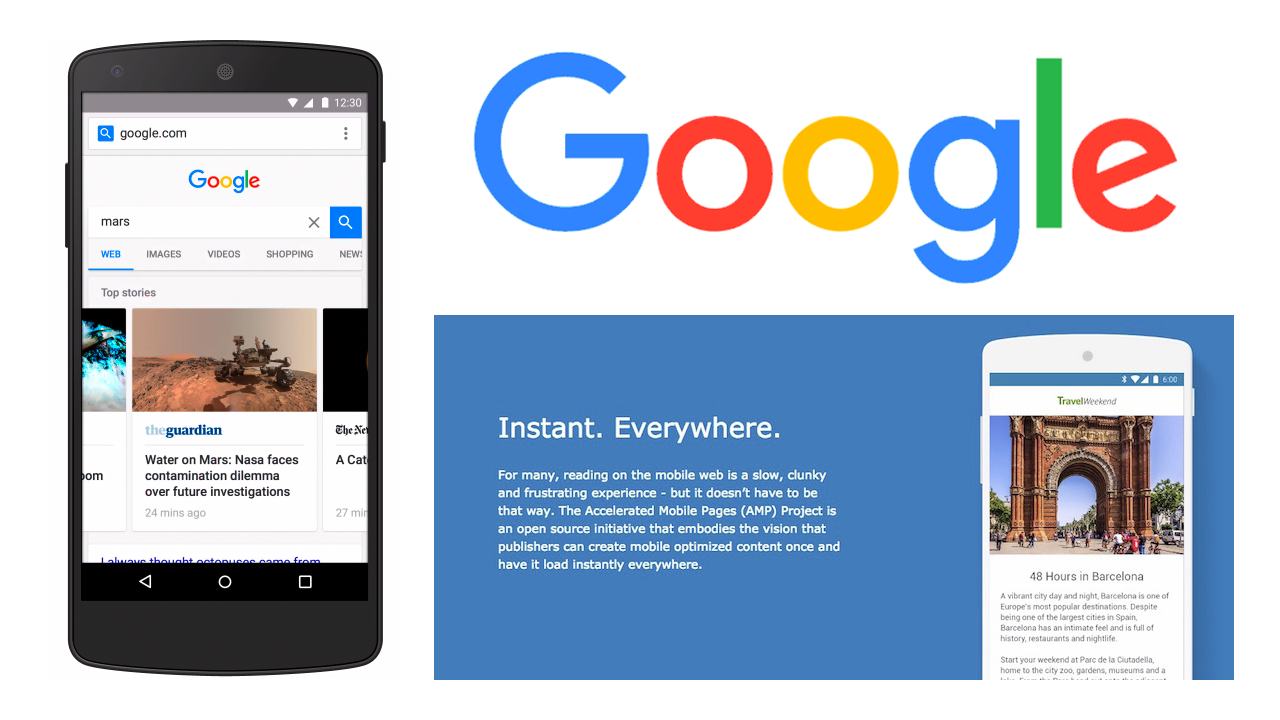 12:30
google.com
Google
mars
WEB IMAGES VIDEOS SHOPPING NEWS
Top stories
theguardian
Water on Mars: Nasa faces
contamination dilemma
over future investigations
24 mins ago
oom
The Ne
A Cat
27 min
I always thought octopuses came from
Google
Instant. Everywhere.
For many, reading on the mobile web is a slow, clunky
and frustrating experience - but it doesn't have to be
that way. The Accelerated Mobile Pages (AMP) Project is
an open source initiative that embodies the vision that
publishers can create mobile optimized content once and
have it load instantly everywhere.
6:00
TravelWeekend
48 Hours in Barcelona
A vibrant city day and night, Barcelona is one of
Europe's most popular destinations. Despite
being one of the largest cities in Spain,
Barcelona has an intimate feel and is full of
history, restaurants and nightlife.
Start your weekend at Parc de la Ciutadella,
home to the city zoo, gardens, museums and a